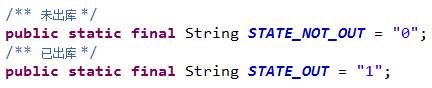 /** 未出库 */
public static final String STATE_NOT_OUT = "0";
/** 已出库 */
public static final String STATE_OUT = "1";